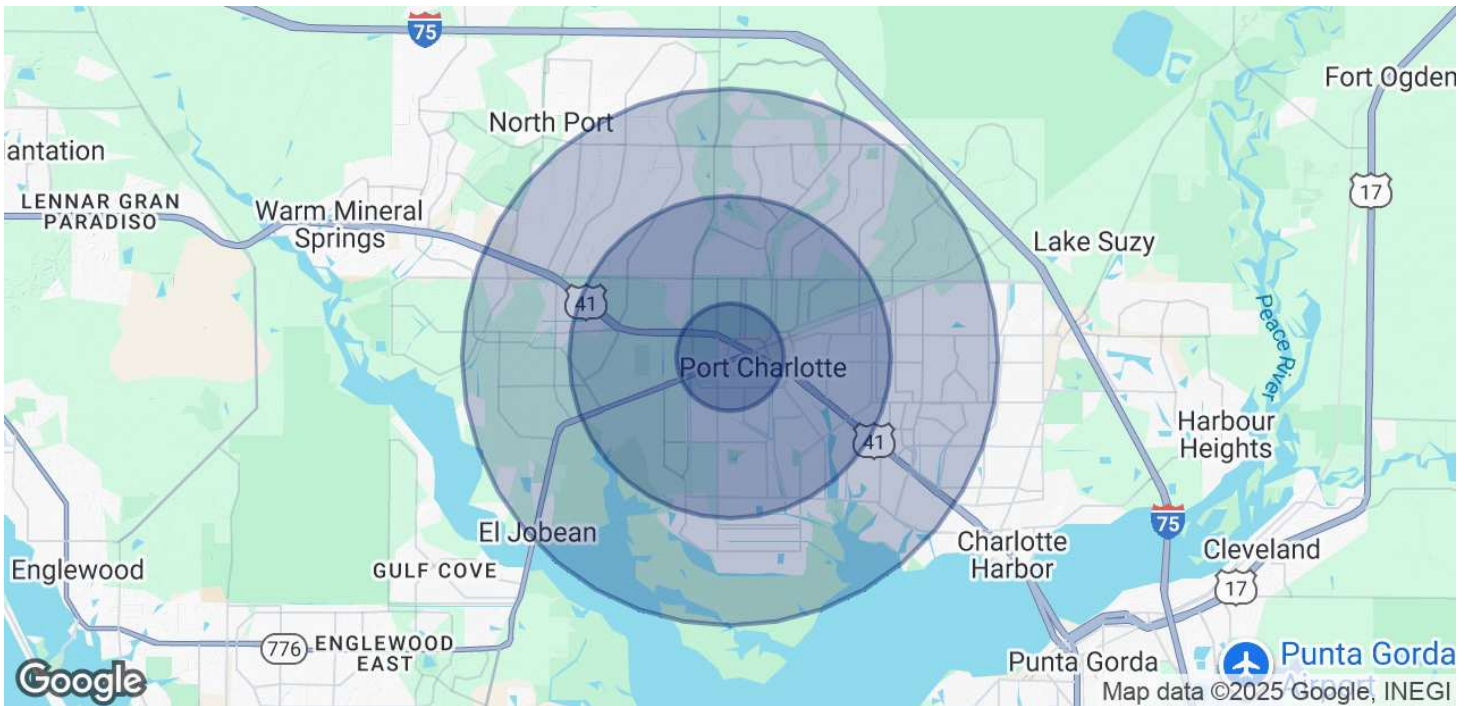 75
Fort Ogden
North Port
lantation
17
LENNAR GRAN
PARADISO
Warm Mineral
Springs
Lake Suzy
41
Peace River
Port Charlotte
Harbour
Heights
41
El Jobean
75
Charlotte
Harbor
Cleveland
Englewood
GULF COVE
17
776
ENGLEWOOD
EAST
Punta Gorda
Punta Gorda
Airport
Google
Map data ©2025 Google, INEGI